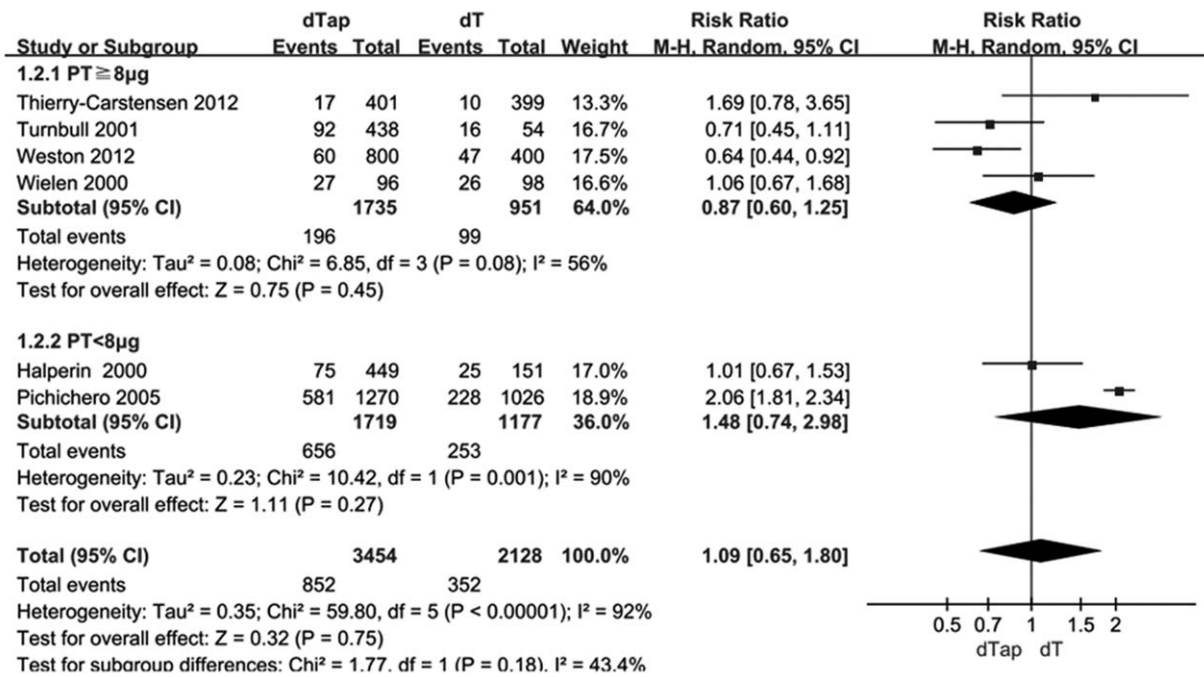 dTap dT Risk Ratio Risk Ratio
Study or Subgroup Events Total Events Total Weight M-H, Random, 95% CI M-H, Random, 95% CI
1.2.1 PT≧8μg
Thierry-Carstensen 2012 17 401 10 399 13.3% 1.69 [0.78, 3.65]
Turnbull 2001 92 438 16 54 16.7% 0.71 [0.45, 1.11]
Weston 2012 60 800 47 400 17.5% 0.64 [0.44, 0.92]
Wielen 2000 27 96 26 98 16.6% 1.06 [0.67, 1.68]
Subtotal (95% CI) 1735 951 64.0% 0.87 [0.60, 1.25]
Total events 196 99
Heterogeneity: Tau² = 0.08; Chi² = 6.85, df = 3 (P = 0.08); I² = 56%
Test for overall effect: Z = 0.75 (P = 0.45)
1.2.2 PT<8μg
Halperin 2000 75 449 25 151 17.0% 1.01 [0.67, 1.53]
Pichichero 2005 581 1270 228 1026 18.9% 2.06 [1.81, 2.34]
Subtotal (95% CI) 1719 1177 36.0% 1.48 [0.74, 2.98]
Total events 656 253
Heterogeneity: Tau² = 0.23; Chi² = 10.42, df = 1 (P = 0.001); I² = 90%
Test for overall effect: Z = 1.11 (P = 0.27)
Total (95% CI) 3454 2128 100.0% 1.09 [0.65, 1.80]
Total events 852 352
Heterogeneity: Tau² = 0.35; Chi² = 59.80, df = 5 (P < 0.00001); I² = 92%
Test for overall effect: Z = 0.32 (P = 0.75)
Test for subgroup differences: Chi² = 1.77, df = 1 (P = 0.18), I² = 43.4%
0.5 0.7 1 1.5 2
dTap dT